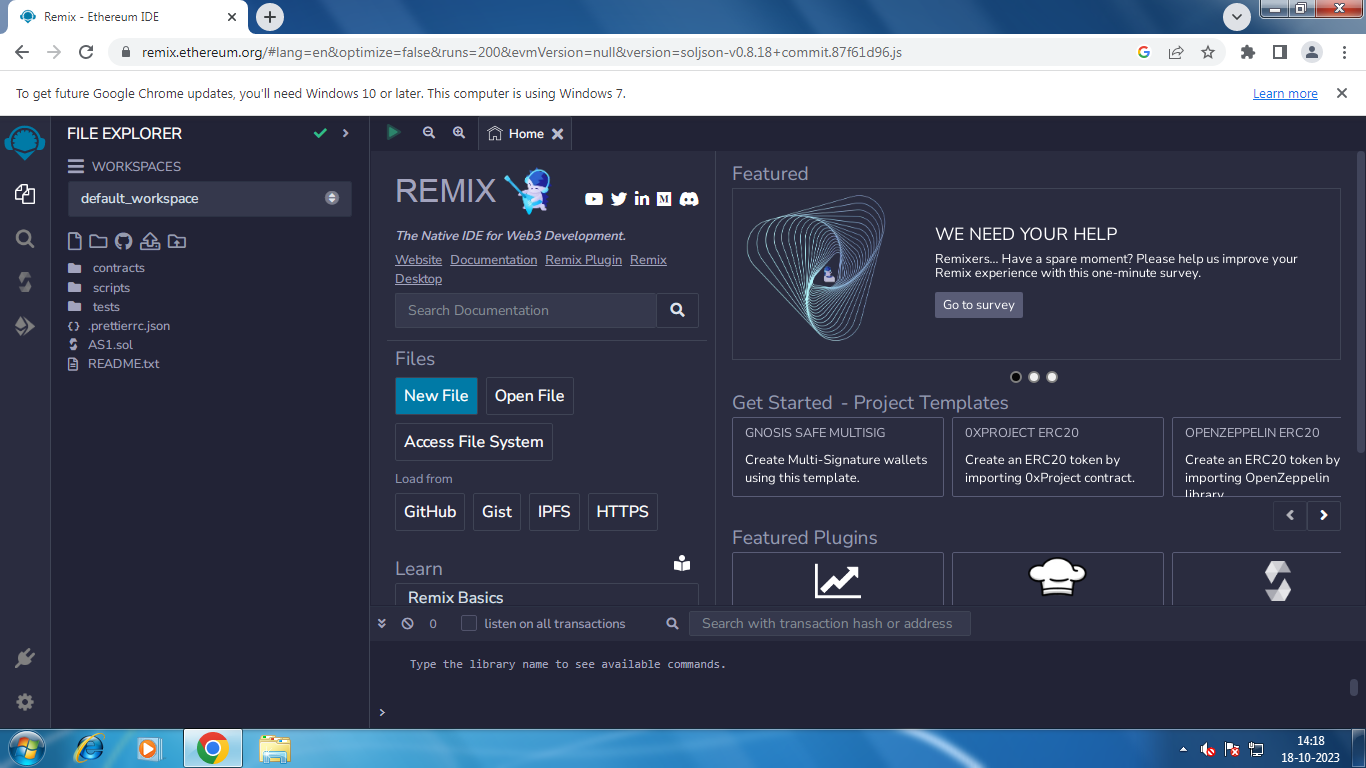 Remix - Ethereum IDE
remix.ethereum.org/#lang=en&optimize=false&runs=200&evmVersion=null&version=soljson-v0.8.18+commit.87f61d96.js
To get future Google Chrome updates, you'll need Windows 10 or later. This computer is using Windows 7.
Learn more
FILE EXPLORER
WORKSPACES
default_workspace
contracts
scripts
tests
.prettierrc.json
AS1.sol
README.txt
Home
REMIX
The Native IDE for Web3 Development.
Website Documentation Remix Plugin Remix
Desktop
Search Documentation
Files
New File Open File
Access File System
Load from
GitHub Gist IPFS HTTPS
Learn
Remix Basics
Featured
WE NEED YOUR HELP
Remixers... Have a spare moment? Please help us improve your
Remix experience with this one-minute survey.
Go to survey
Get Started - Project Templates
GNOSIS SAFE MULTISIG
Create Multi-Signature wallets
using this template.
0XPROJECT ERC20
Create an ERC20 token by
importing 0xProject contract.
OPENZEPPELIN ERC20
Create an ERC20 token by
importing OpenZeppelin
library
Featured Plugins
0 listen on all transactions Search with transaction hash or address
Type the library name to see available commands.
>
14:18
18-10-2023